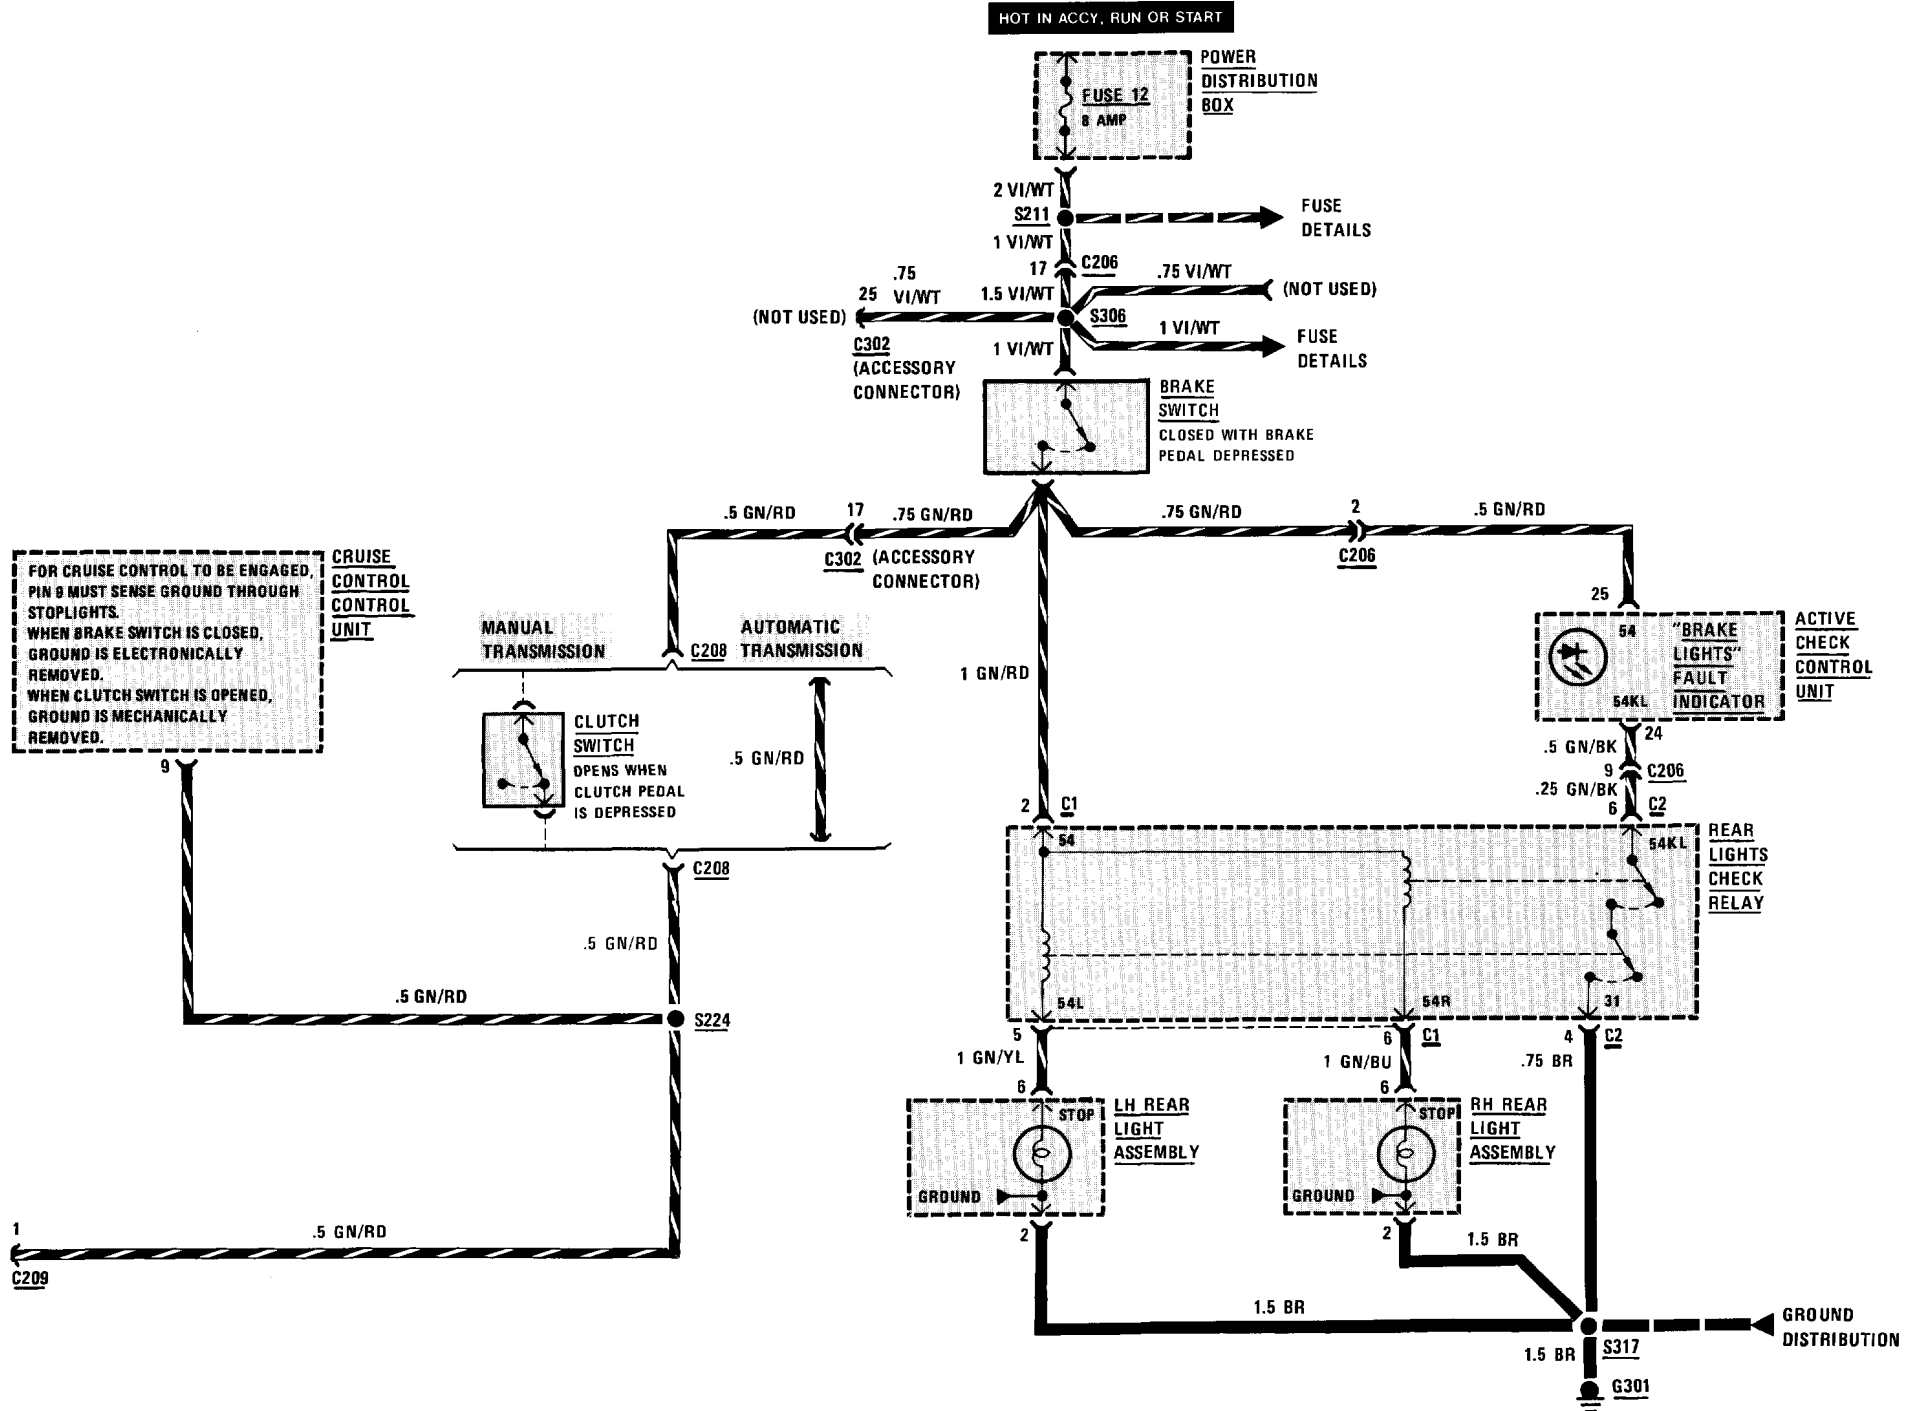 HOT IN ACCY, RUN OR START
POWER
DISTRIBUTION
BOX
FUSE 12
8 AMP
2 VI/WT
S211
FUSE
DETAILS
1 VI/WT
17
C206
.75 VI/WT
(NOT USED)
.75
VI/WT
25
1.5 VI/WT
(NOT USED)
S306
C302
(ACCESSORY
CONNECTOR)
1 VI/WT
1 VI/WT
FUSE
DETAILS
BRAKE
SWITCH
CLOSED WITH BRAKE
PEDAL DEPRESSED
.5 GN/RD
17
.75 GN/RD
C302
(ACCESSORY
CONNECTOR)
.75 GN/RD
2
C206
.5 GN/RD
FOR CRUISE CONTROL TO BE ENGAGED,
PIN 9 MUST SENSE GROUND THROUGH
STOPLIGHTS.
WHEN BRAKE SWITCH IS CLOSED,
GROUND IS ELECTRONICALLY
REMOVED.
WHEN CLUTCH SWITCH IS OPENED,
GROUND IS MECHANICALLY
REMOVED.
CRUISE
CONTROL
CONTROL
UNIT
9
MANUAL
TRANSMISSION
C208
AUTOMATIC
TRANSMISSION
CLUTCH
SWITCH
OPENS WHEN
CLUTCH PEDAL
IS DEPRESSED
.5 GN/RD
C208
.5 GN/RD
.5 GN/RD
S224
1
.5 GN/RD
C209
1 GN/RD
25
54
"BRAKE
LIGHTS"
FAULT
INDICATOR
54KL
ACTIVE
CHECK
CONTROL
UNIT
24
.5 GN/BK
9
C206
.25 GN/BK
6
C2
2
C1
54
54KL
REAR
LIGHTS
CHECK
RELAY
54L
54R
31
5
6
C1
4
C2
1 GN/YL
1 GN/BU
.75 BR
6
6
STOP
LH REAR
LIGHT
ASSEMBLY
GROUND
STOP
RH REAR
LIGHT
ASSEMBLY
GROUND
2
2
1.5 BR
1.5 BR
GROUND
DISTRIBUTION
S317
1.5 BR
G301